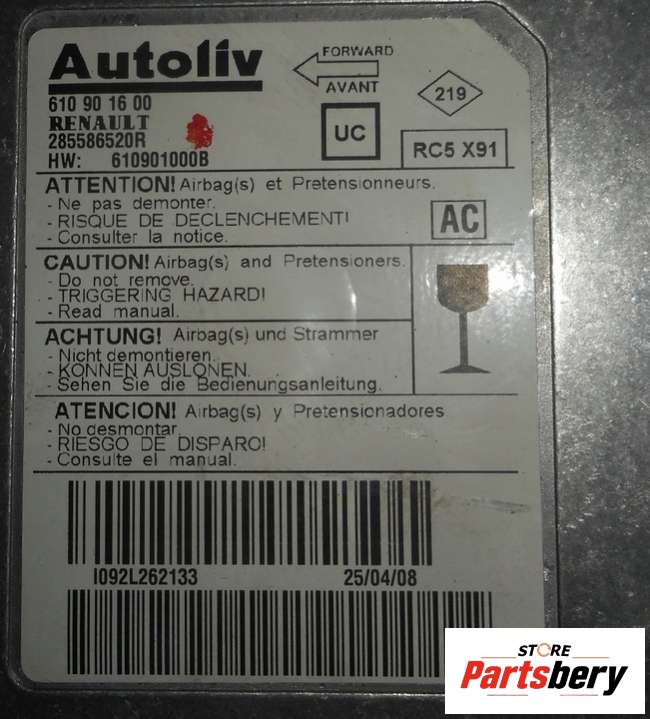 Autoliv
FORWARD
AVANT
219
610 90 16 00
RENAULT
285586520R
HW: 610901000B
UC
RC5 X91
ATTENTION! Airbag(s) et Pretensionneurs.
- Ne pas demonter.
- RISQUE DE DECLENCHEMENT!
- Consulter la notice.
AC
CAUTION! Airbag(s) and Pretensioners.
- Do not remove.
- TRIGGERING HAZARD!
- Read manual.
ACHTUNG! Airbag(s) und Strammer
- Nicht demontieren.
- KONNEN AUSLONEN.
- Sehen Sie die Bedienungsanleitung.
ATENCION! Airbag(s) y Pretensionadores
- No desmontar.
- RIESGO DE DISPARO!
- Consulte el manual.
I092L262133 25/04/08
STORE
Partsbery